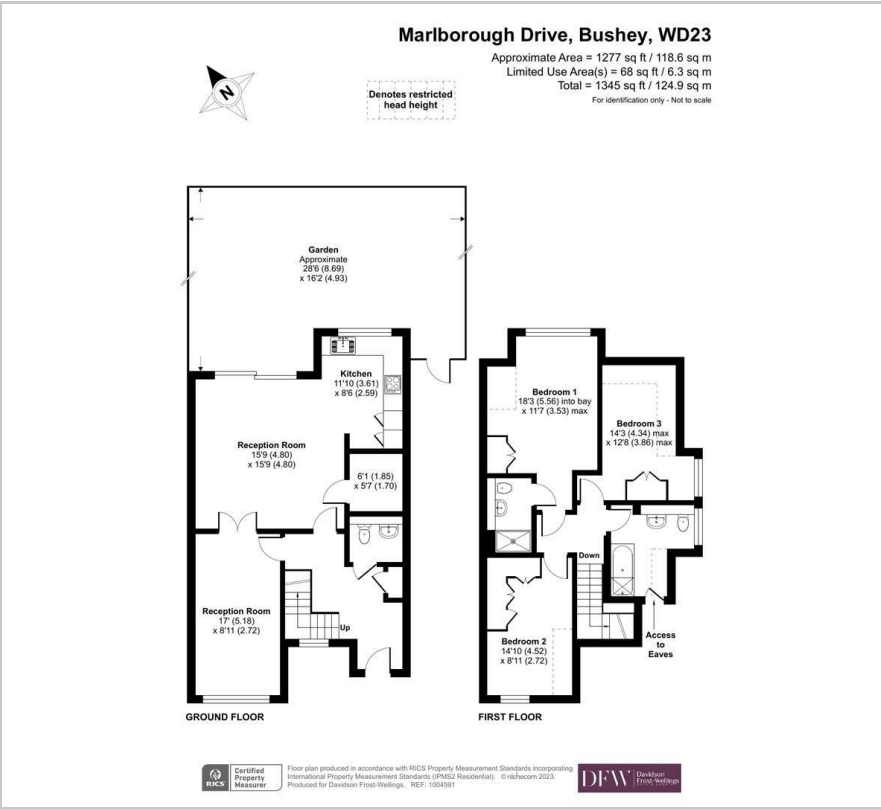 Marlborough Drive, Bushey, WD23
Approximate Area = 1277 sq ft / 118.6 sq m
Limited Use Area(s) = 68 sq ft / 6.3 sq m
Total = 1345 sq ft / 124.9 sq m
For identification only - Not to scale
N
Denotes restricted
head height
Garden
Approximate
28'6 (8.69)
x 16'2 (4.93)
Kitchen
11'10 (3.61)
x 8'6 (2.59)
Reception Room
15'9 (4.80)
x 15'9 (4.80)
6'1 (1.85)
x 5'7 (1.70)
Reception Room
17' (5.18)
x 8'11 (2.72)
Up
GROUND FLOOR
Bedroom 1
18'3 (5.56) into bay
x 11'7 (3.53) max
Bedroom 3
14'3 (4.34) max
x 12'8 (3.86) max
Down
Bedroom 2
14'10 (4.52)
x 8'11 (2.72)
Access
to
Eaves
FIRST FLOOR
RICS
Certified
Property
Measurer
Floor plan produced in accordance with RICS Property Measurement Standards incorporating
International Property Measurement Standards (IPMS2 Residential). © nichecom 2023.
Produced for Davidson Frost-Wellings. REF: 1004591
DFW
Davidson
Frost-Wellings